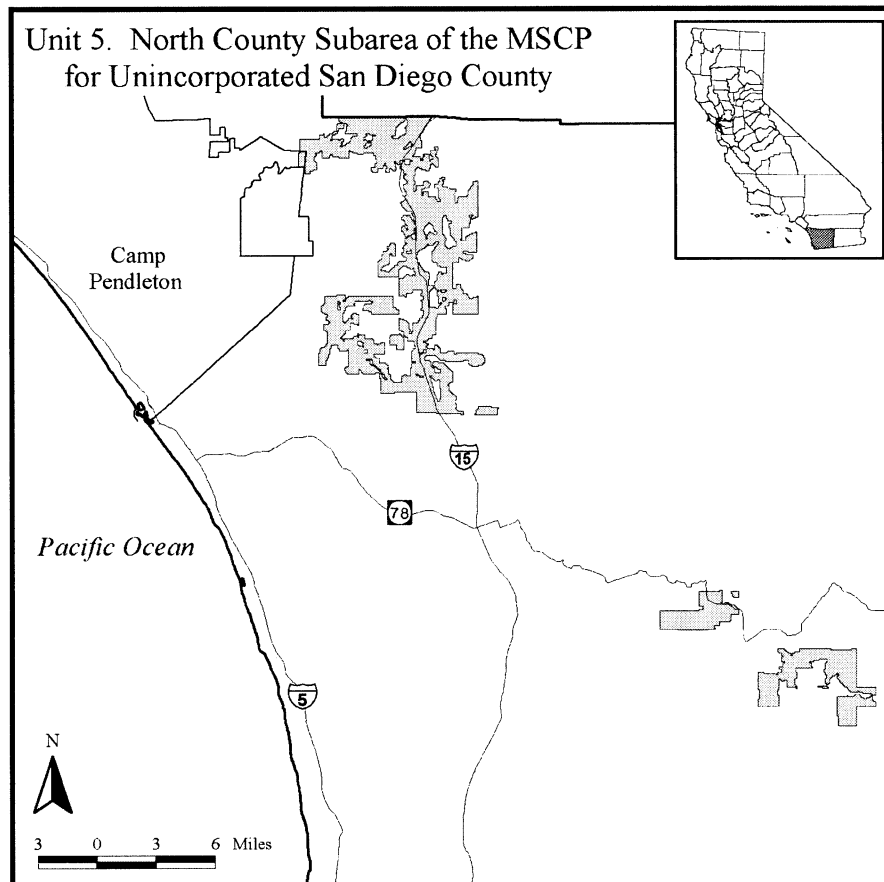 Unit 5. North County Subarea of the MSCP
for Unincorporated San Diego County
Camp
Pendleton
15
78
Pacific Ocean
5
N
3 0 3 6 Miles